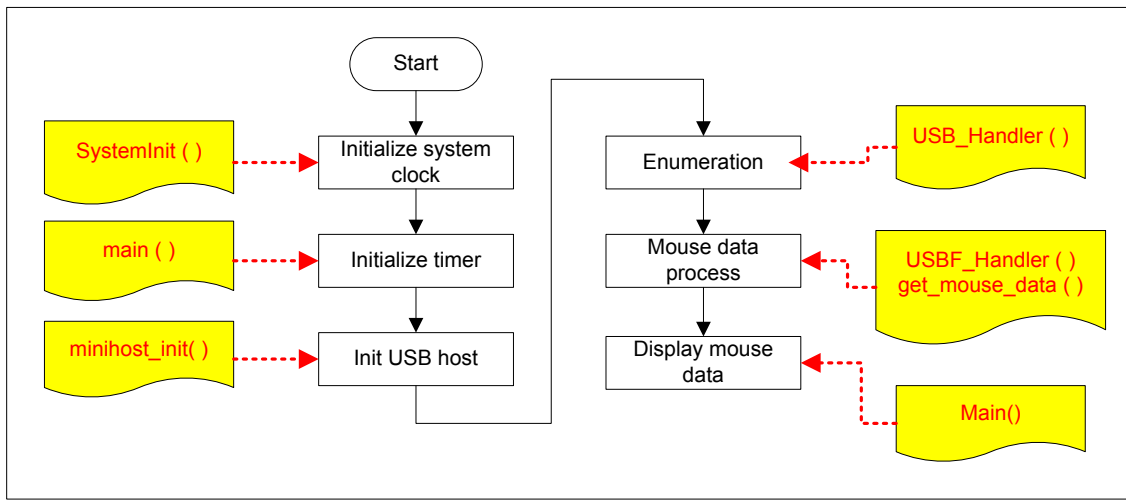 Start
SystemInit ( )
Initialize system
clock
main ( )
Initialize timer
minihost_init( )
Init USB host
Enumeration
USB_Handler ( )
Mouse data
process
USBF_Handler ( )
get_mouse_data ( )
Display mouse
data
Main()